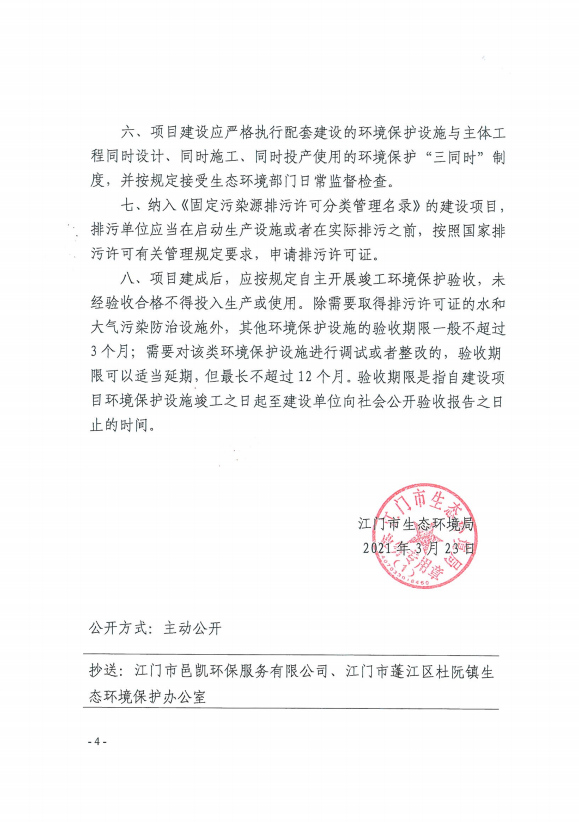 六、项目建设应严格执行配套建设的环境保护设施与主体工
程同时设计、同时施工、同时投产使用的环境保护“三同时”制
度，并按规定接受生态环境部门日常监督检查。
七、纳入《固定污染源排污许可分类管理名录》的建设项目，
排污单位应当在启动生产设施或者在实际排污之前，按照国家排
污许可有关管理规定要求，申请排污许可证。
八、项目建成后，应按规定自主开展竣工环境保护验收，未
经验收合格不得投入生产或使用。除需要取得排污许可证的水和
大气污染防治设施外，其他环境保护设施的验收期限一般不超过
3个月；需要对该类环境保护设施进行调试或者整改的，验收期
限可以适当延期，但最长不超过12个月。验收期限是指自建设项
目环境保护设施竣工之日起至建设单位向社会公开验收报告之日
止的时间。
江门市生态环境局
江门市生态环境局
2021年3月23日
用章
(1)
公开方式：主动公开
抄送：江门市邑凯环保服务有限公司、江门市蓬江区杜阮镇生
态环境保护办公室
-4-